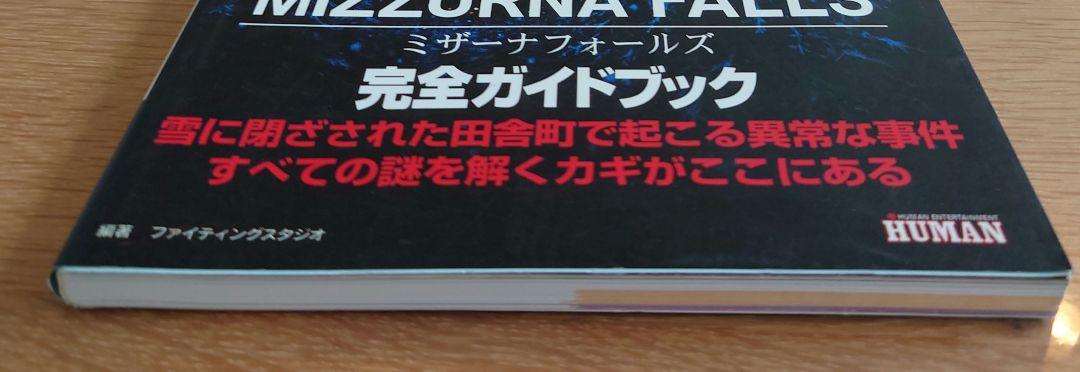 MIZZURNA FALLS
ミザーナフォールズ
完全ガイドブック
雪に閉ざされた田舎町で起こる異常な事件
すべての謎を解くカギがここにある
編著 ファイティングスタジオ
HUMAN ENTERTAINMENT
HUMAN